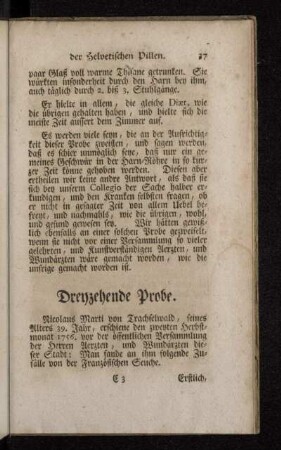 der Helvetischen Pillen. 37
paar Glaß voll warme Thisane getrunken. Sie
würkten insonderheit durch den Harn bey ihm,
auch täglich durch 2. biß 3. Stuhlgänge.
Er hielte in allem, die gleiche Diæt, wie
die übrigen gehalten haben, und hielte sich die
meiste Zeit aussert dem Zimmer auf.
Es werden viele seyn, die an der Aufrichtig-
keit dieser Probe zweiflen, und sagen werden,
daß es schier unmöglich seye, daß nur ein ge-
meines Geschwär in der Harn-Röhre in so kur-
zer Zeit könne gehoben werden. Diesen aber
ertheilen wir keine andre Antwort, als daß sie
sich bey unserm Collegio der Sache halber er-
kundigen, und den Kranken selbsten fragen, ob
er nicht in gesagter Zeit von allem Uebel be-
freyt, und nachmahls, wie die übrigen, wohl,
und gesund gewesen sey. Wir hätten gewiß-
lich ebenfalls an einer solchen Probe gezweifelt,
wenn sie nicht vor einer Versammlung so vieler
gelehrten, und Kunstverständigen Aerzten, und
Wundärzten wäre gemacht worden, wie die
unsrige gemacht worden ist.
Dreyzehende Probe.
Nicolaus Marti von Trachselwald, seines
Alters 39. Jahr, erschiene den zweyten Herbst-
monat 1756. vor der öffentlichen Versammlung
der Herren Aerzten, und Wundärzten die-
ser Stadt: Man fande an ihm folgende Zu-
fälle von der Französischen Seuche.
C 3 Erstlich,